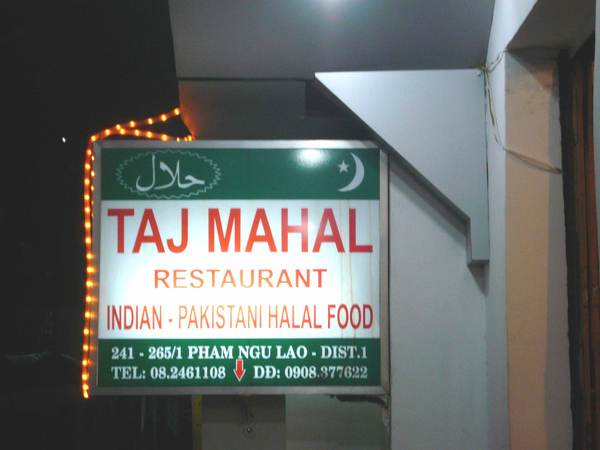 حلال
TAJ MAHAL
RESTAURANT
INDIAN - PAKISTANI HALAL FOOD
241 - 265/1 PHAM NGU LAO - DIST.1
TEL: 08.2461108 DĐ: 0908.377622